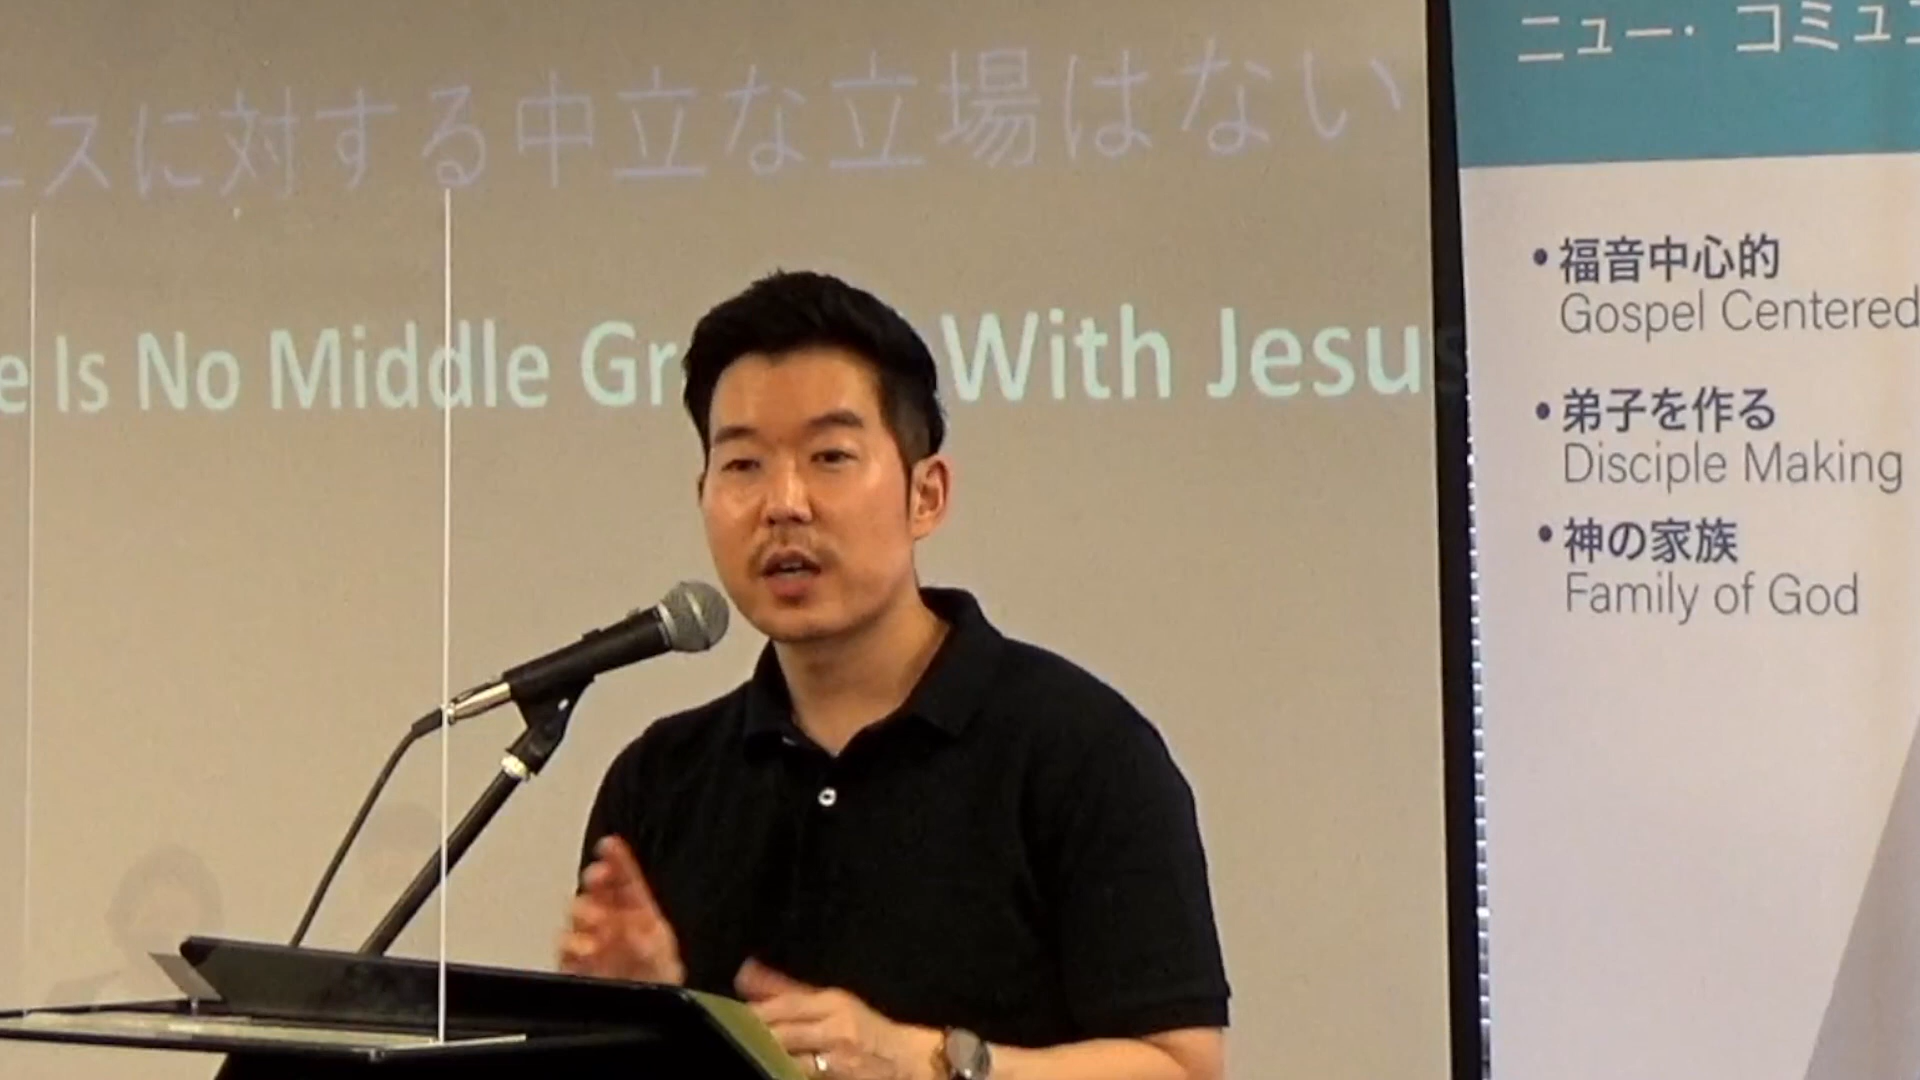 ェスに対する中立な立場はない
e Is No Middle Gr With Jesus
ニュー・コミュニ
•福音中心的
Gospel Centered
•弟子を作る
Disciple Making
•神の家族
Family of God